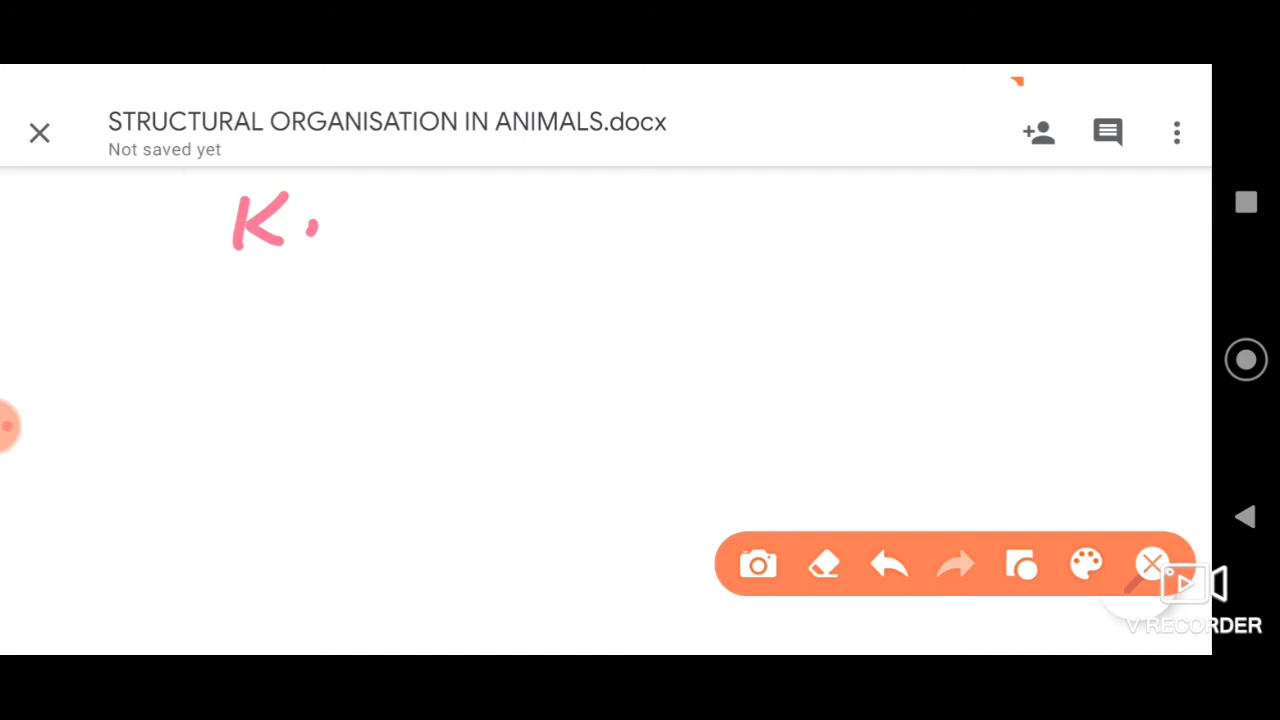 STRUCTURAL ORGANISATION IN ANIMALS.docx
Not saved yet
K.
V RECORDER